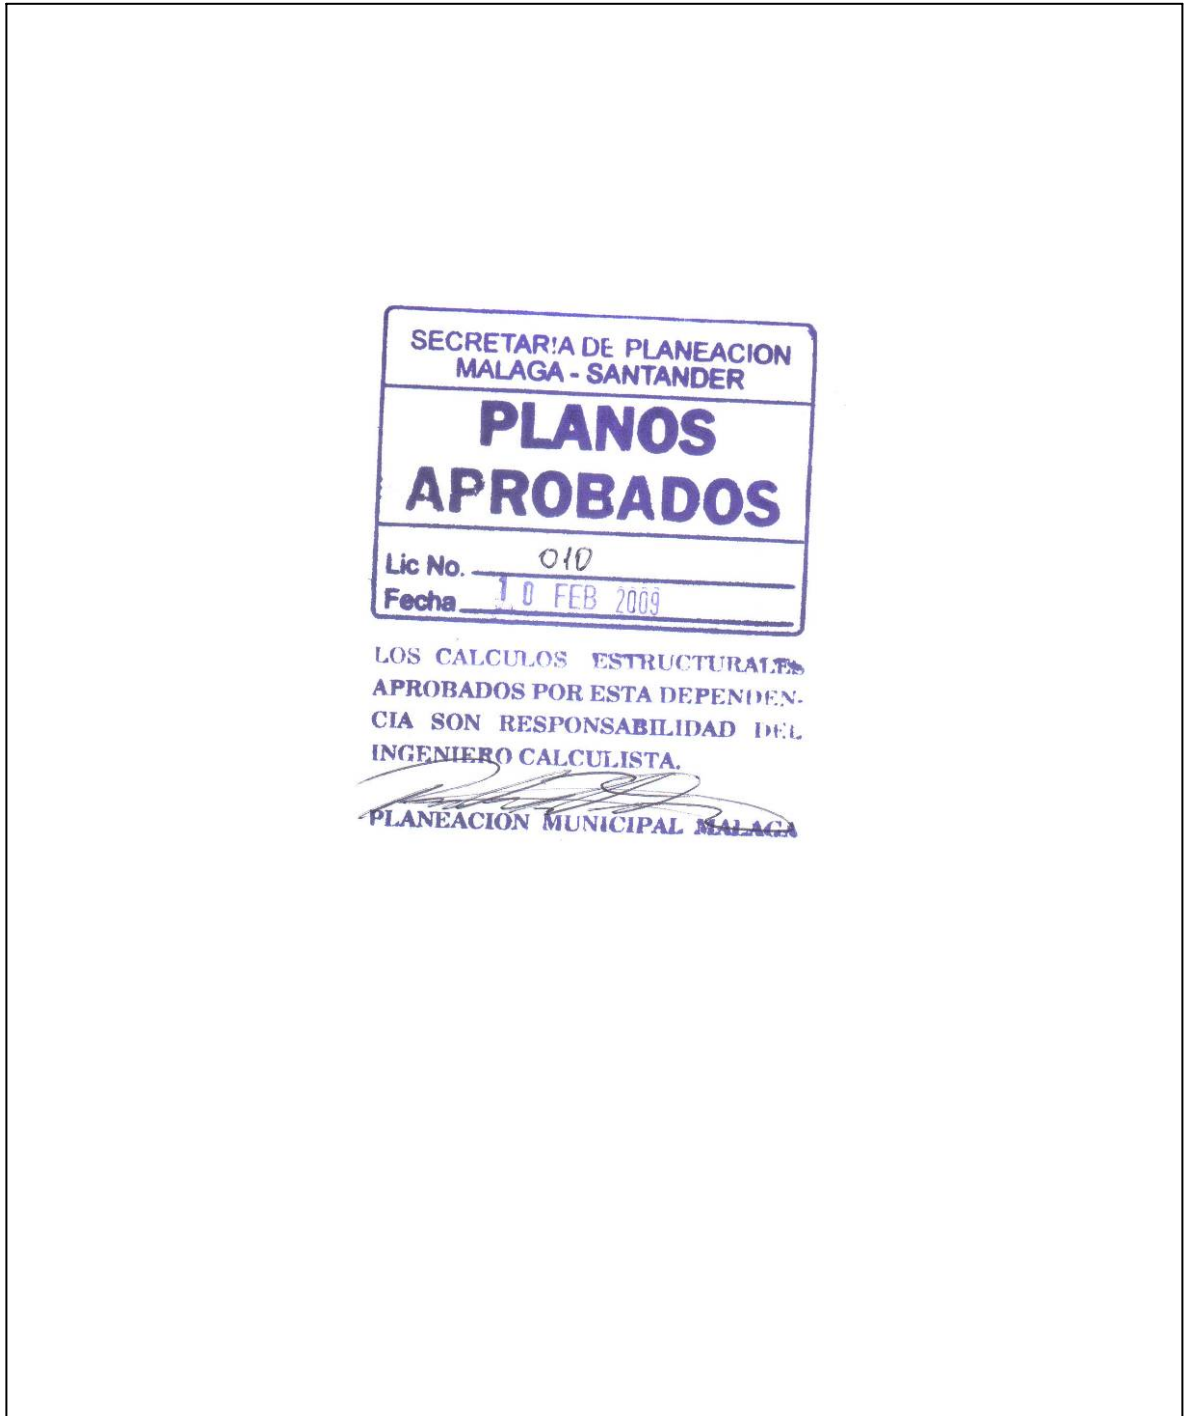 SECRETARIA DE PLANEACION
MALAGA - SANTANDER
PLANOS
APROBADOS
Lic No. 010
Fecha 10 FEB 2009
LOS CALCULOS ESTRUCTURALES
APROBADOS POR ESTA DEPENDEN-
CIA SON RESPONSABILIDAD DEL
INGENIERO CALCULISTA.
PLANEACION MUNICIPAL MALAGA